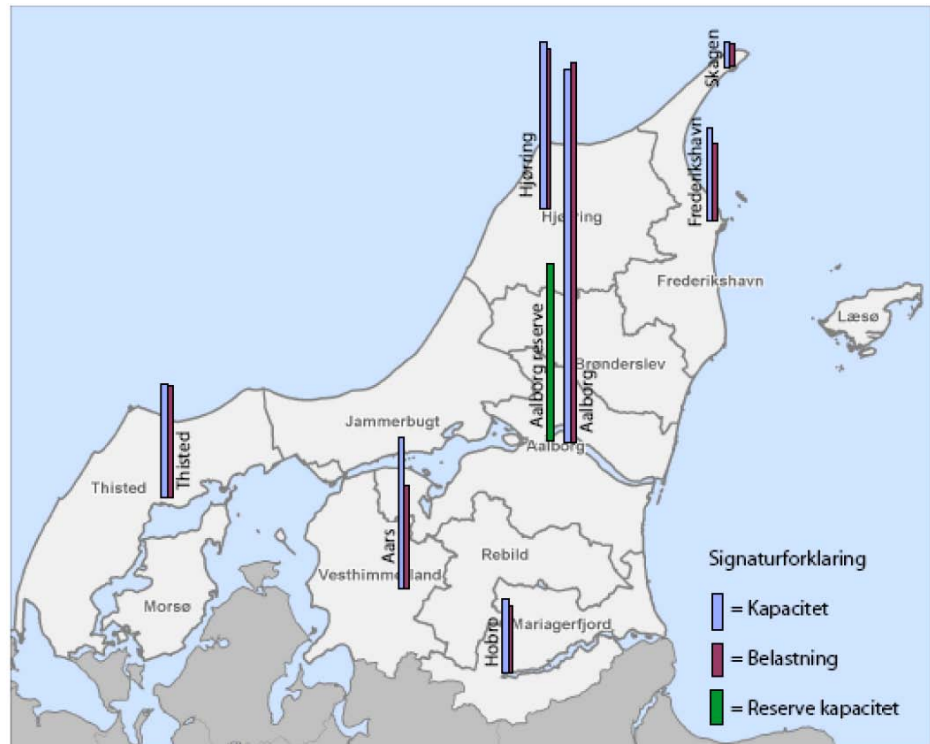 Skagen
Hjørring
Frederikshavn
Hjørring
Frederikshavn
Læsø
Aalborg reserve
Brønderslev
Aalborg
Jammerbugt
Aalborg
Thisted
Thisted
Aars
Rebild
Vesthimmerland
Morsø
Hobro
Mariagerfjord
Signaturforklaring
= Kapacitet
= Belastning
= Reserve kapacitet